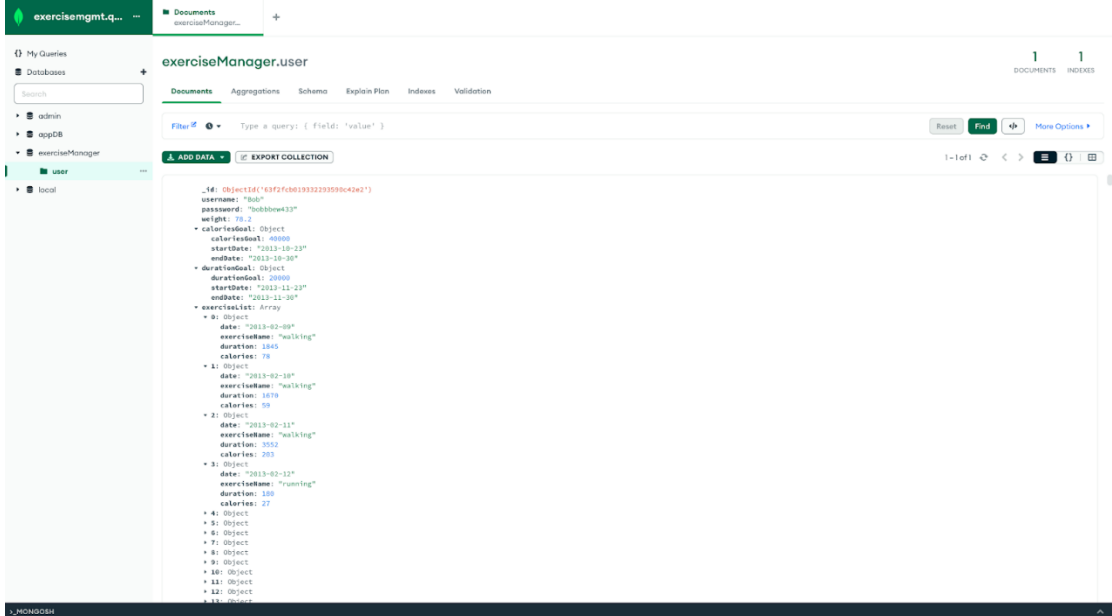 exercisemgmt.q... ...
Documents
exerciseManager...
+
{} My Queries
Databases +
Search
admin
appDB
exerciseManager
user ...
local
exerciseManager.user
1 DOCUMENTS 1 INDEXES
Documents Aggregations Schema Explain Plan Indexes Validation
Filter Type a query: { field: 'value' } Reset Find </> More Options
ADD DATA EXPORT COLLECTION 1-1 of 1 {}
_id: ObjectId('63f2fcb019332293590c42e2')
username: "Bob"
passsword: "bobbbew433"
weight: 78.2
caloriesGoal: Object
caloriesGoal: 40000
startDate: "2013-10-23"
endDate: "2013-10-30"
durationGoal: Object
durationGoal: 20000
startDate: "2013-11-23"
endDate: "2013-11-30"
exerciseList: Array
0: Object
date: "2013-02-09"
exerciseName: "walking"
duration: 1845
calories: 78
1: Object
date: "2013-02-10"
exerciseName: "walking"
duration: 1670
calories: 59
2: Object
date: "2013-02-11"
exerciseName: "walking"
duration: 3552
calories: 203
3: Object
date: "2013-02-12"
exerciseName: "running"
duration: 180
calories: 27
4: Object
5: Object
6: Object
7: Object
8: Object
9: Object
10: Object
11: Object
12: Object
13: Object
>_MONGOSH